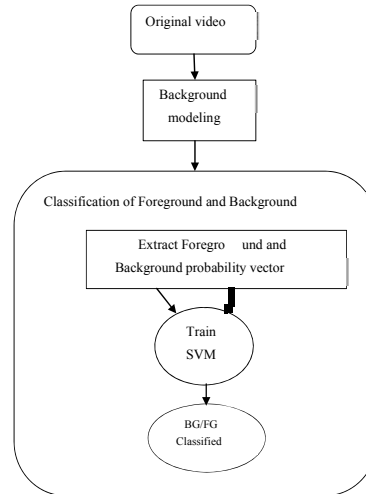 Original video
Background
modeling
Classification of Foreground and Background
Extract Foregro und and
Background probability vector
Train
SVM
BG/FG
Classified